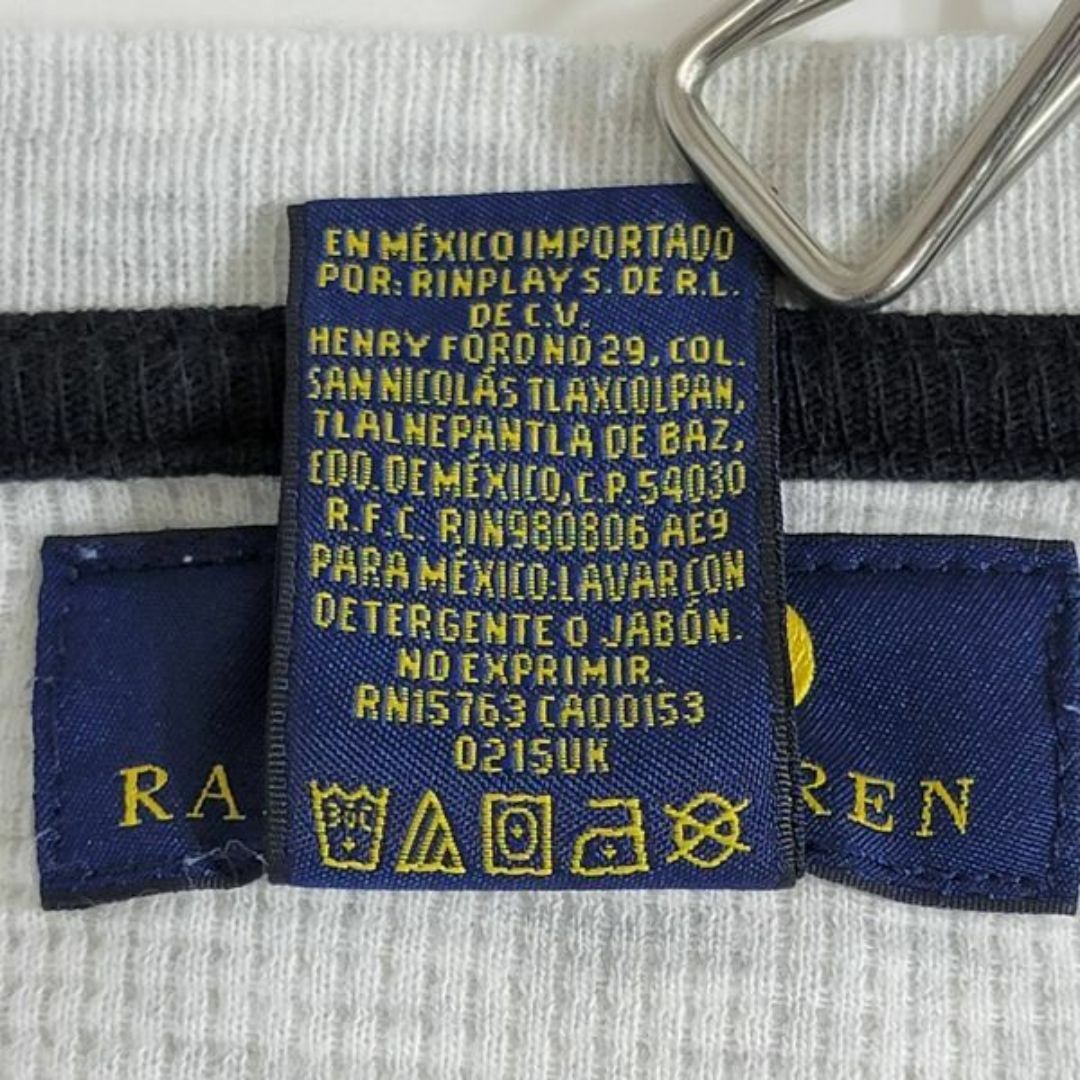 EN MÉXICO IMPORTADO
POR: RINPLAY S. DE R.L.
DE C.V.
HENRY FORD NO 29, COL.
SAN NICOLÁS TLAXCOLPAN,
TLALNEPANTLA DE BAZ,
EDO. DE MÉXICO, C.P. 54030
R.F.C. RIN980806 AE9
PARA MÉXICO: LAVAR CON
DETERGENTE O JABÓN.
NO EXPRIMIR.
RN15763 CA00153
0215UK
RA REN